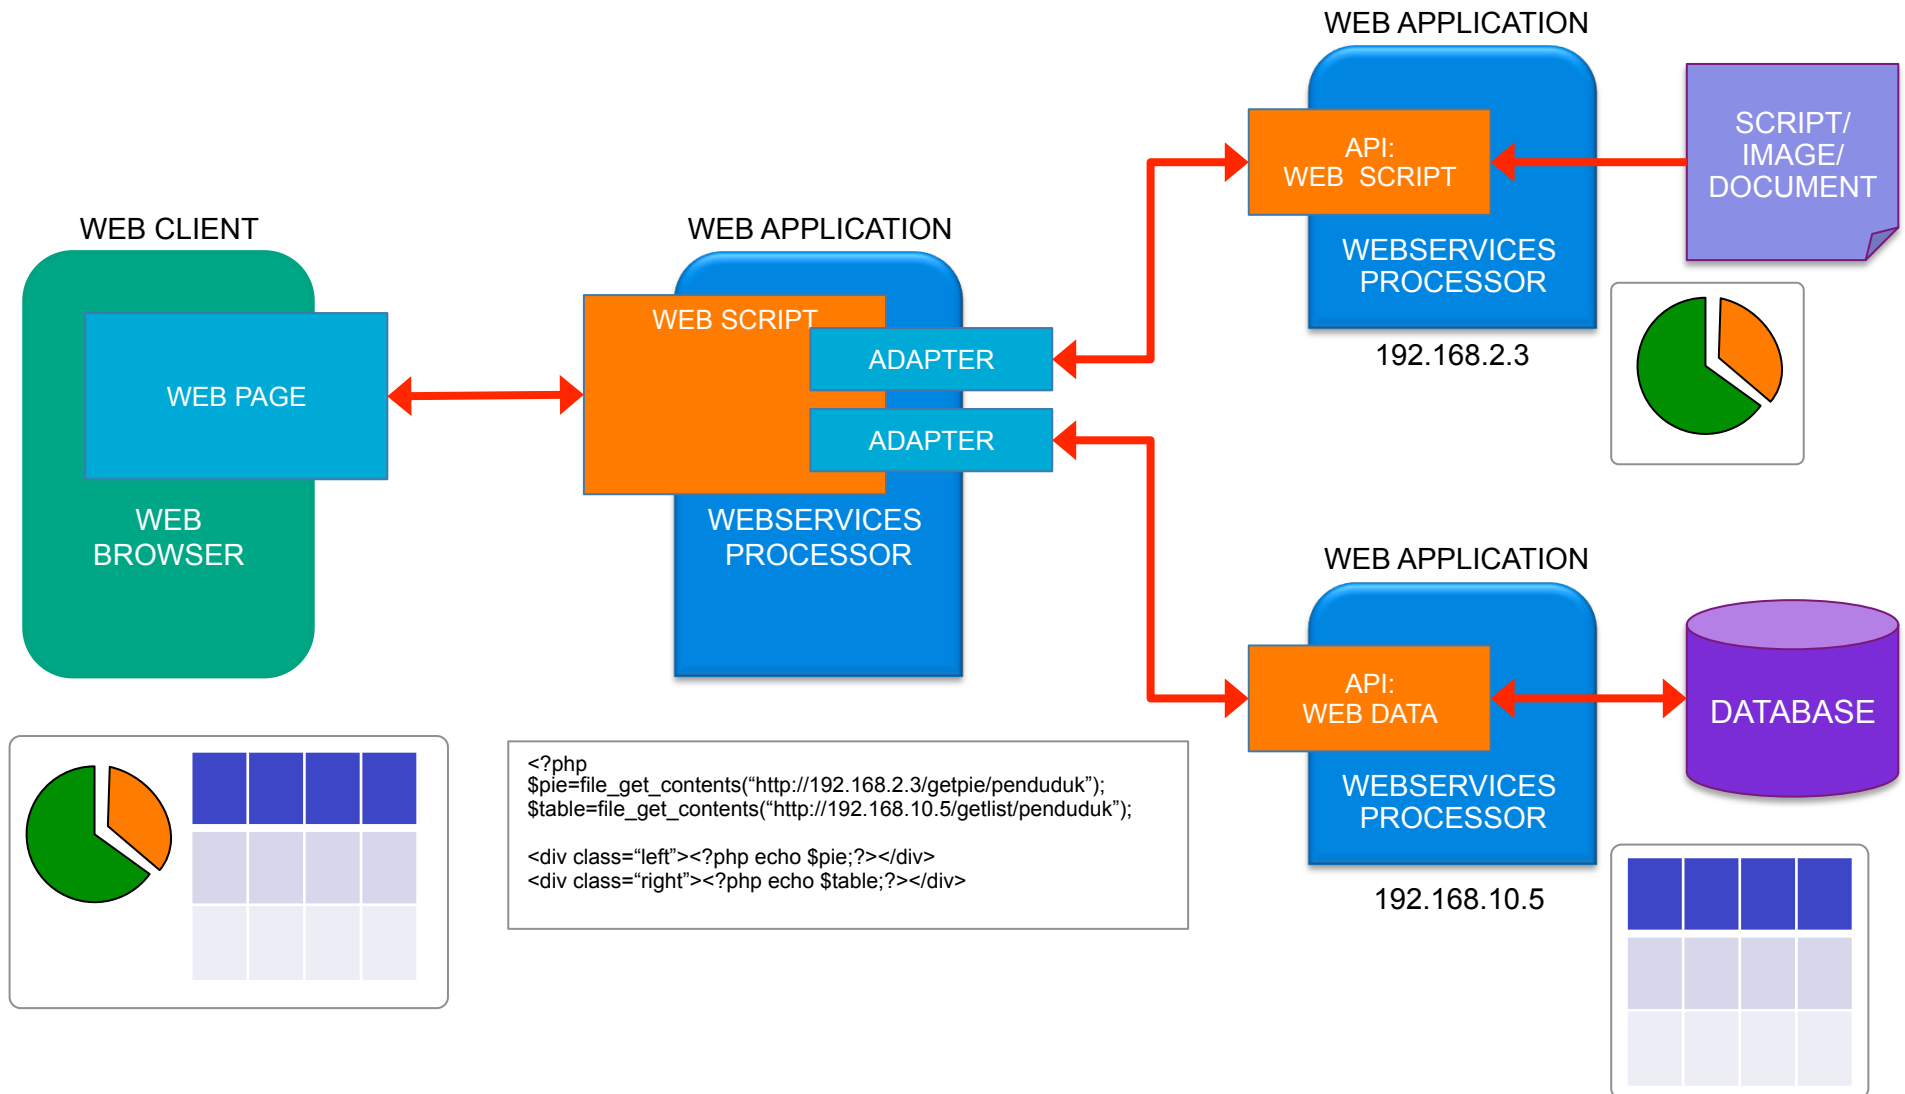 WEB CLIENT
WEB PAGE
WEB
BROWSER
WEB APPLICATION
WEB SCRIPT
ADAPTER
ADAPTER
WEBSERVICES
PROCESSOR
<?php
$pie=file_get_contents(“http://192.168.2.3/getpie/penduduk”);
$table=file_get_contents(“http://192.168.10.5/getlist/penduduk”);
<div class=“left”><?php echo $pie;?></div>
<div class=“right”><?php echo $table;?></div>
WEB APPLICATION
API:
WEB SCRIPT
WEBSERVICES
PROCESSOR
192.168.2.3
SCRIPT/
IMAGE/
DOCUMENT
WEB APPLICATION
API:
WEB DATA
WEBSERVICES
PROCESSOR
192.168.10.5
DATABASE